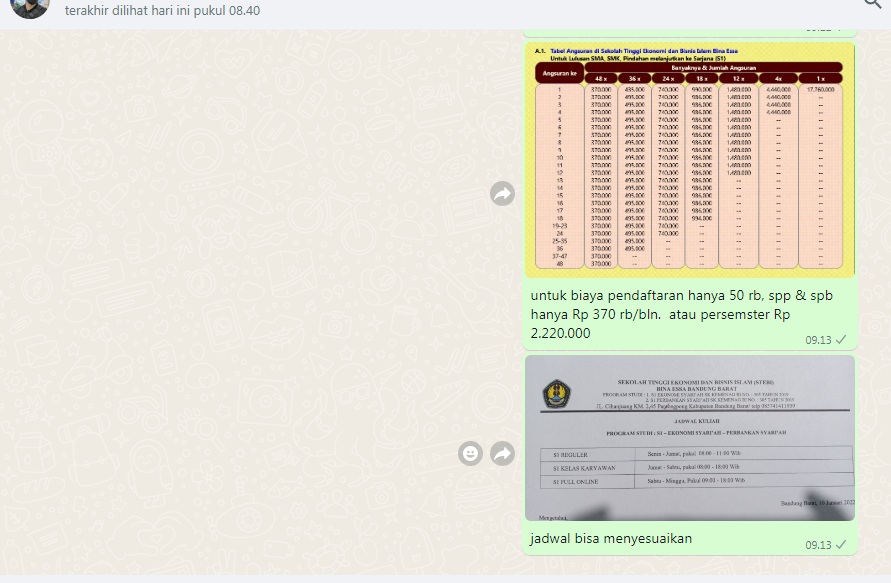 terakhir dilihat hari ini pukul 08.40
A.1. Tabel Angsuran di Sekolah Tinggi Ekonomi dan Bisnis Islam Bina Essa
Untuk Lulusan SMA, SMK, Pindahan melanjutkan ke Sarjana (S1)
Angsuran ke
Banyaknya & Jumlah Angsuran
48 x 36 x 24 x 18 x 12 x 4x 1 x
1 370.000 435.000 740.000 990.000 1.480.000 4.440.000 17.760.000
2 370.000 495.000 740.000 986.000 1.480.000 4.440.000 --
3 370.000 495.000 740.000 986.000 1.480.000 4.440.000 --
4 370.000 495.000 740.000 986.000 1.480.000 4.440.000 --
5 370.000 495.000 740.000 986.000 1.480.000 -- --
6 370.000 495.000 740.000 986.000 1.480.000 -- --
7 370.000 495.000 740.000 986.000 1.480.000 -- --
8 370.000 495.000 740.000 986.000 1.480.000 -- --
9 370.000 495.000 740.000 986.000 1.480.000 -- --
10 370.000 495.000 740.000 986.000 1.480.000 -- --
11 370.000 495.000 740.000 986.000 1.480.000 -- --
12 370.000 495.000 740.000 986.000 1.480.000 -- --
13 370.000 495.000 740.000 986.000 -- -- --
14 370.000 495.000 740.000 986.000 -- -- --
15 370.000 495.000 740.000 986.000 -- -- --
16 370.000 495.000 740.000 986.000 -- -- --
17 370.000 495.000 740.000 986.000 -- -- --
18 370.000 495.000 740.000 994.000 -- -- --
19-23 370.000 495.000 740.000 -- -- -- --
24 370.000 495.000 740.000 -- -- -- --
25-35 370.000 495.000 -- -- -- -- --
36 370.000 495.000 -- -- -- -- --
37-47 370.000 -- -- -- -- -- --
48 370.000 -- -- -- -- -- --
untuk biaya pendaftaran hanya 50 rb, spp & spb
hanya Rp 370 rb/bln. atau persemster Rp
2.220.000
09.13
SEKOLAH TINGGI EKONOMI DAN BISNIS ISLAM (STEBI)
BINA ESSA BANDUNG BARAT
PROGRAM STUDI : 1. S1 EKONOMI SYARI'AH SK KEMENAG RI NO.
2. S1 PERBANKAN SYARI'AH SK KEMENAG RI NO.
JL. Cihanjuang KM. 2,45 Pagongpong Kabupaten Bandung Barat telp
JADWAL KULIAH
PROGRAM STUDI : S1 – EKONOMI SYARI'AH – PERBANKAN SYARI'AH
S1 REGULER Senin - Jumat, pukul 08:00 - 11:00 Wib
S1 KELAS KARYAWAN Jumat - Sabtu, pukul 08:00 - 18:00 Wib
S1 FULL ONLINE Sabtu - Minggu, Pukul 09:00 - 18:00 Wib
Bandung Barat, 10 Januari 2022
Mengetahui,
jadwal bisa menyesuaikan
09.13